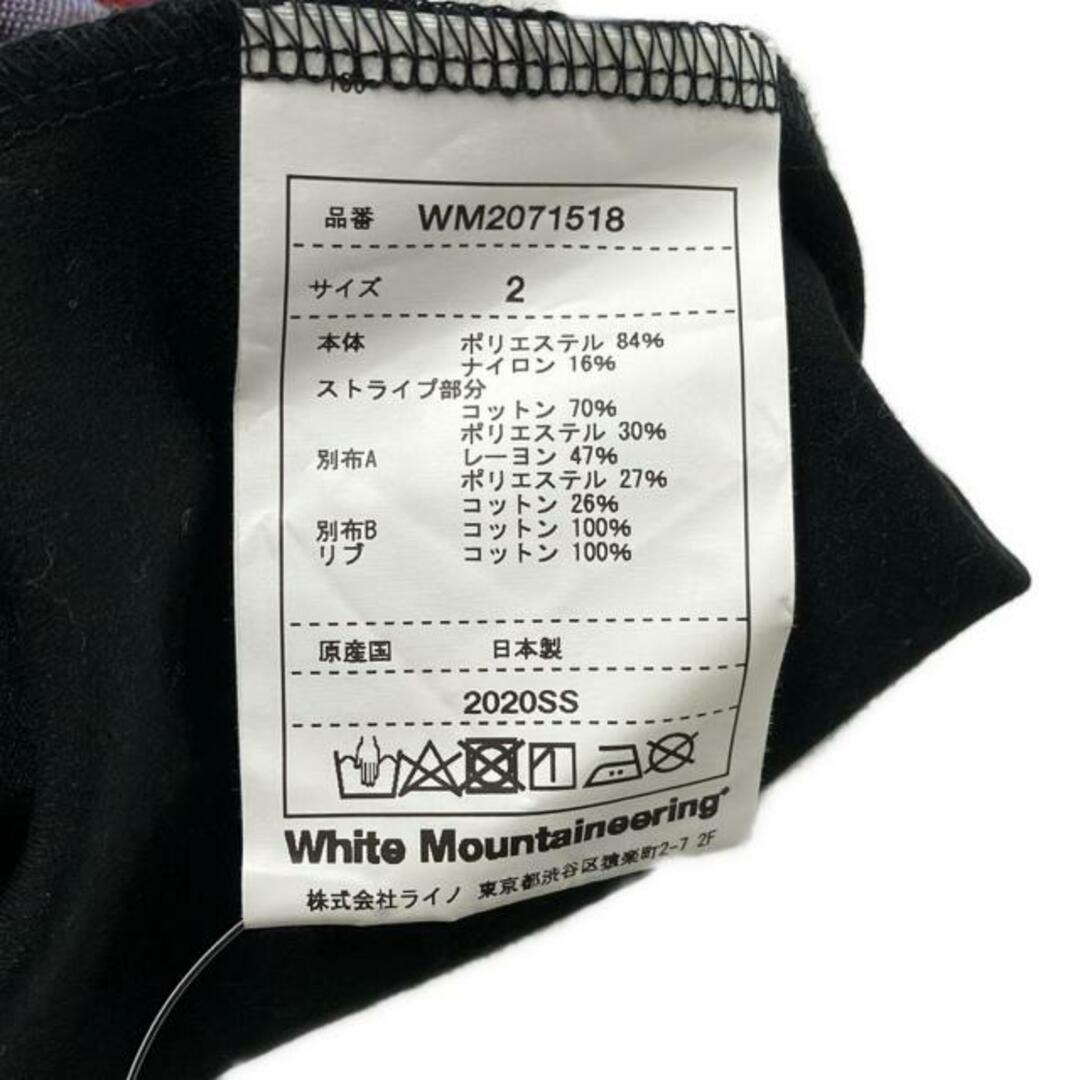 品番 WM2071518
サイズ 2
本体 ポリエステル 84%
ナイロン 16%
ストライプ部分
コットン 70%
ポリエステル 30%
別布A レーヨン 47%
ポリエステル 27%
コットン 26%
別布B コットン 100%
リブ コットン 100%
原産国 日本製
2020SS
White Mountaineering
株式会社ライノ 東京都渋谷区猿楽町2-7 2F